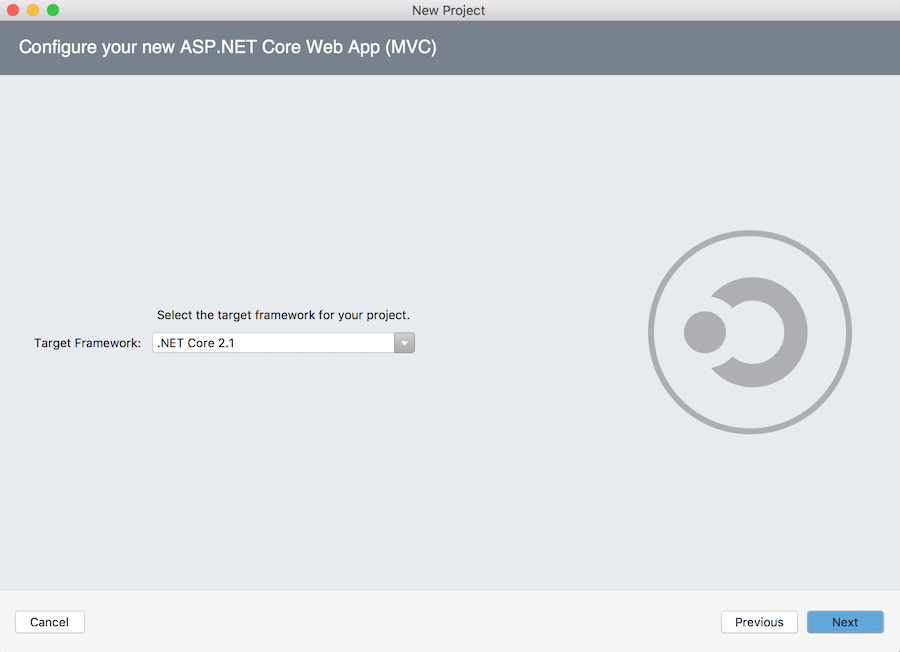 New Project
Configure your new ASP.NET Core Web App (MVC)
Select the target framework for your project.
Target Framework: .NET Core 2.1
Cancel Previous Next